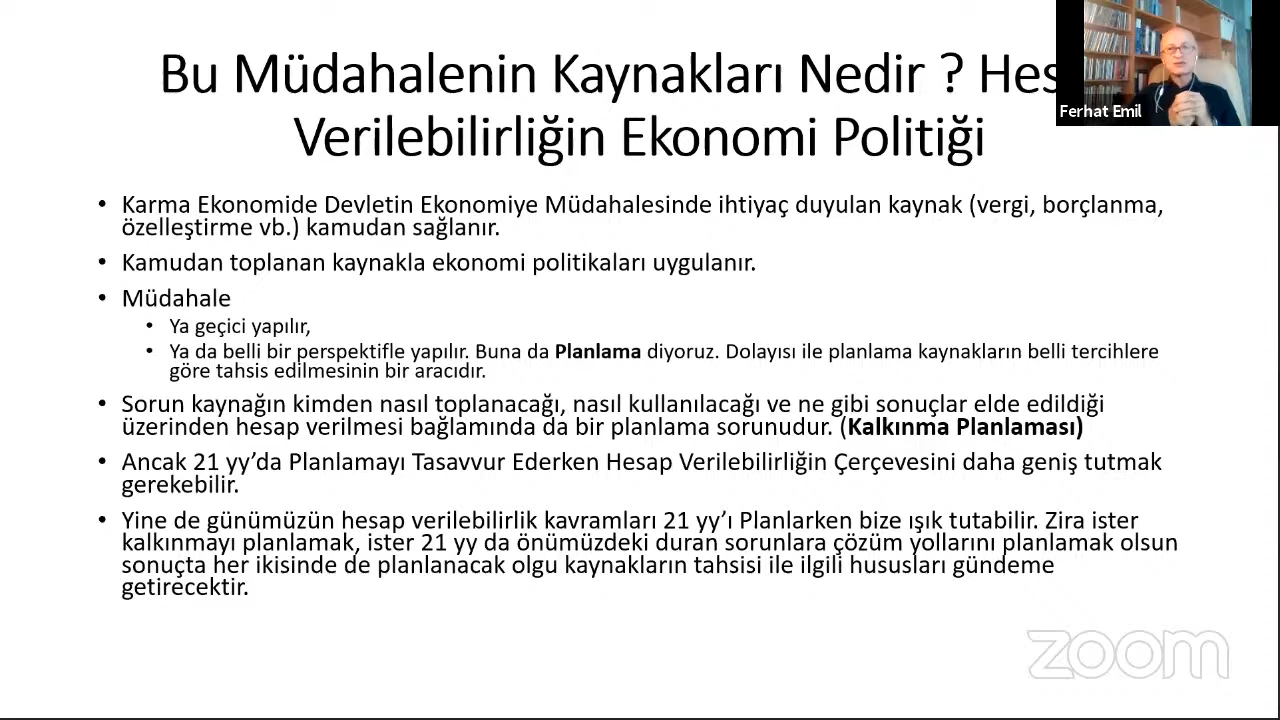 Bu Müdahalenin Kaynakları Nedir ? Hes
Verilebilirliğin Ekonomi Politiği
Ferhat Emil
• Karma Ekonomide Devletin Ekonomiye Müdahalesinde ihtiyaç duyulan kaynak (vergi, borçlanma,
özelleştirme vb.) kamudan sağlanır.
• Kamudan toplanan kaynakla ekonomi politikaları uygulanır.
• Müdahale
• Ya geçici yapılır,
• Ya da belli bir perspektifle yapılır. Buna da Planlama diyoruz. Dolayısı ile planlama kaynakların belli tercihlere
göre tahsis edilmesinin bir aracıdır.
• Sorun kaynağın kimden nasıl toplanacağı, nasıl kullanılacağı ve ne gibi sonuçlar elde edildiği
üzerinden hesap verilmesi bağlamında da bir planlama sorunudur. (Kalkınma Planlaması)
• Ancak 21 yy’da Planlamayı Tasavvur Ederken Hesap Verilebilirliğin Çerçevesini daha geniş tutmak
gerekebilir.
• Yine de günümüzün hesap verilebilirlik kavramları 21 yy’ı Planlarken bize ışık tutabilir. Zira ister
kalkınmayı planlamak, ister 21 yy da önümüzdeki duran sorunlara çözüm yollarını planlamak olsun
sonuçta her ikisinde de planlanacak olgu kaynakların tahsisi ile ilgili hususları gündeme
getirecektir.
zoom